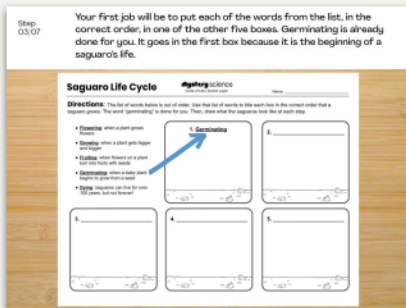 Step
03/07
Your first job will be to put each of the words from the list, in the
correct order, in one of the other five boxes. Germinating is already
done for you. It goes in the first box because it is the beginning of a
saguaro's life.
Saguaro Life Cycle
Mystery science
Name
Directions: The list of words below is out of order. Use that list of words to title each box in the correct order that a
saguaro grows. The word "germinating" is done for you. Then, draw what the saguaro looks like at each step.
Flowering: when a plant grows
flowers
Growing: when a plant gets bigger
and bigger
Fruiting: when flowers on a plant
turn into fruits with seeds
Germinating: when a baby plant
begins to grow from a seed
Dying: saguaros can live for over
100 years, but not forever!
1. Germinating
2.
3.
4.
5.